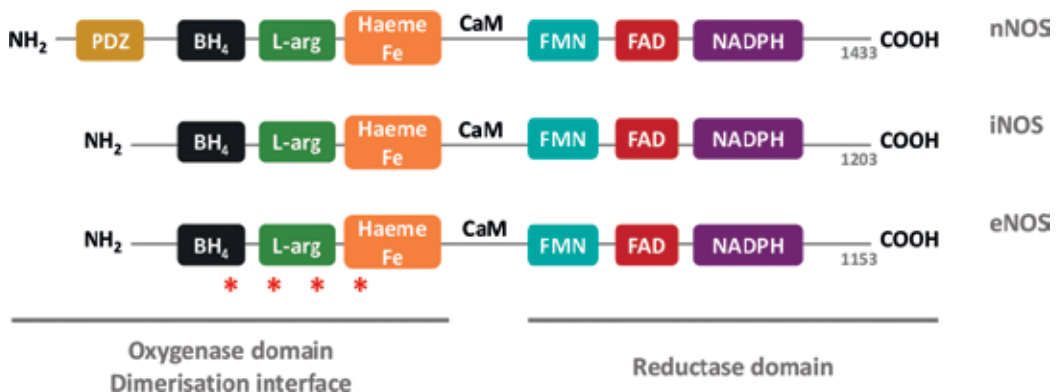 NH₂ PDZ BH₄ L-arg Haeme Fe CaM FMN FAD NADPH 1433 COOH nNOS
NH₂ BH₄ L-arg Haeme Fe CaM FMN FAD NADPH 1203 COOH iNOS
NH₂ BH₄ L-arg Haeme Fe CaM FMN FAD NADPH 1153 COOH eNOS
* * * *
Oxygenase domain
Dimerisation interface
Reductase domain